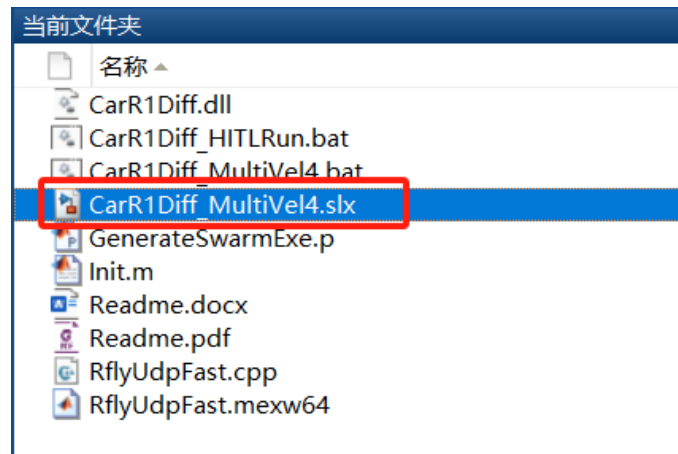 当前文件夹
名称
CarR1Diff.dll
CarR1Diff_HITLRun.bat
CarR1Diff_MultiVel4.bat
CarR1Diff_MultiVel4.slx
GenerateSwarmExe.p
Init.m
Readme.docx
Readme.pdf
RflyUdpFast.cpp
RflyUdpFast.mexw64